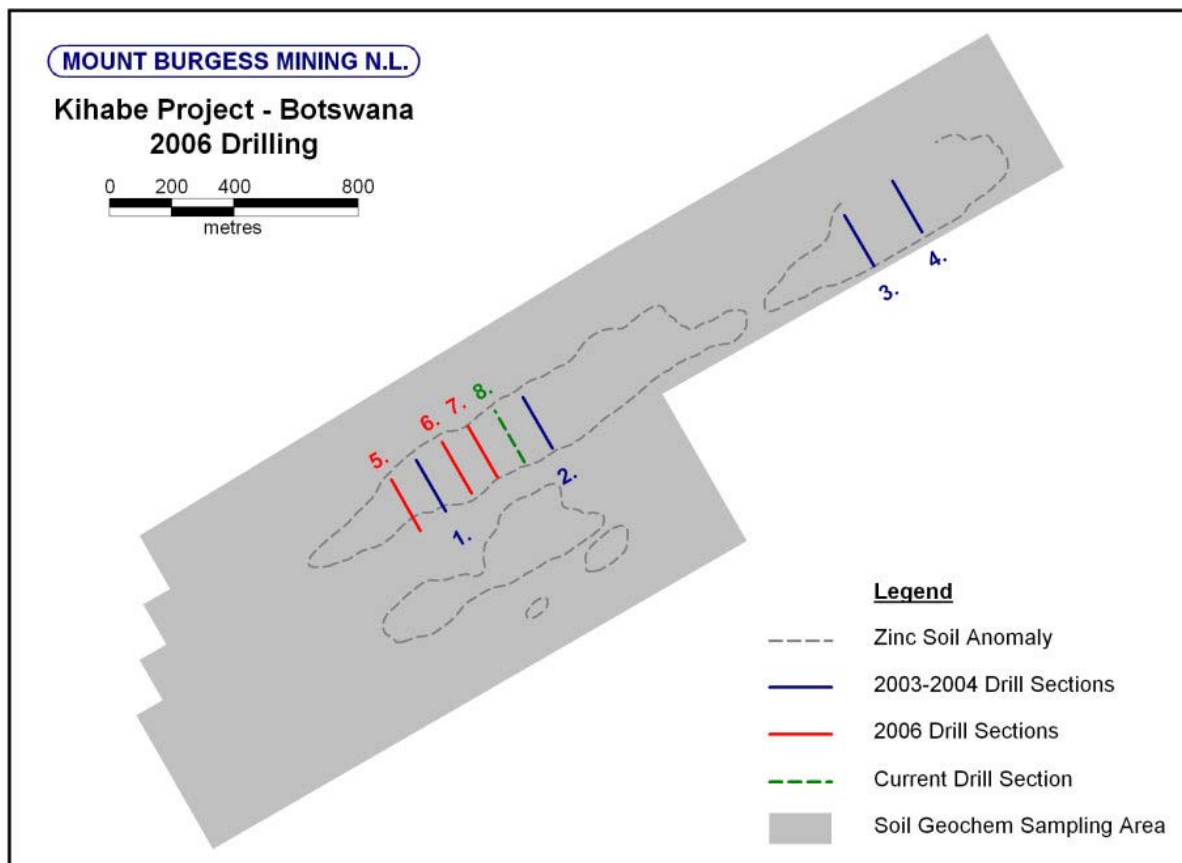 MOUNT BURGESS MINING N.L.
Kihabe Project - Botswana
2006 Drilling
0 200 400 800
metres
4.
3.
8.
7.
6.
5.
2.
1.
Legend
Zinc Soil Anomaly
2003-2004 Drill Sections
2006 Drill Sections
Current Drill Section
Soil Geochem Sampling Area